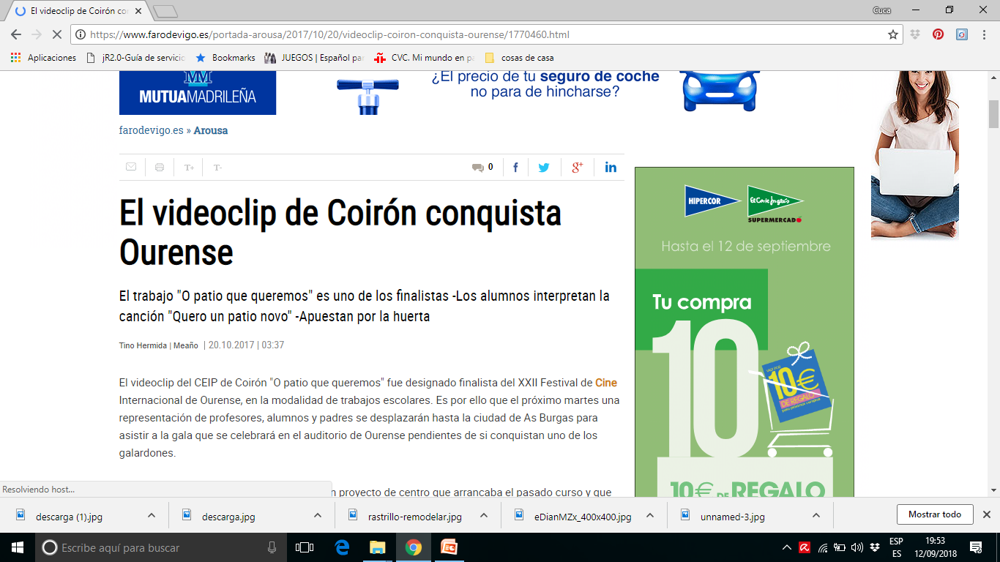 El videoclip de Coirón con
Cuca
https://www.farodevigo.es/portada-arousa/2017/10/20/videoclip-coiron-conquista-ourense/1770460.html
Aplicaciones
jR2.0-Guía de servicio
Bookmarks
JUEGOS | Español pa
CVC. Mi mundo en pa
cosas de casa
MM
MUTUAMADRILEÑA
¿El precio de tu seguro de coche
no para de hincharse?
farodevigo.es » Arousa
T+
T-
0
f
g+
in
El videoclip de Coirón conquista
Ourense
El trabajo "O patio que queremos" es uno de los finalistas -Los alumnos interpretan la
canción "Quero un patio novo" -Apuestan por la huerta
Tino Hermida | Meaño | 20.10.2017 | 03:37
El videoclip del CEIP de Coirón "O patio que queremos" fue designado finalista del XXII Festival de Cine
Internacional de Ourense, en la modalidad de trabajos escolares. Es por ello que el próximo martes una
representación de profesores, alumnos y padres se desplazarán hasta la ciudad de As Burgas para
asistir a la gala que se celebrará en el auditorio de Ourense pendientes de si conquistan uno de los
galardones.
n proyecto de centro que arrancaba el pasado curso y que
HIPERCOR
El Corte Inglés
SUPERMERCADO
Hasta el 12 de septiembre
Tu compra
10
10€
DE REGALO
10€ DE REGALO
Resolviendo host...
descarga (1).jpg
descarga.jpg
rastrillo-remodelar.jpg
eDianMZx_400x400.jpg
unnamed-3.jpg
Mostrar todo
Escribe aquí para buscar
ESP
ES
19:53
12/09/2018